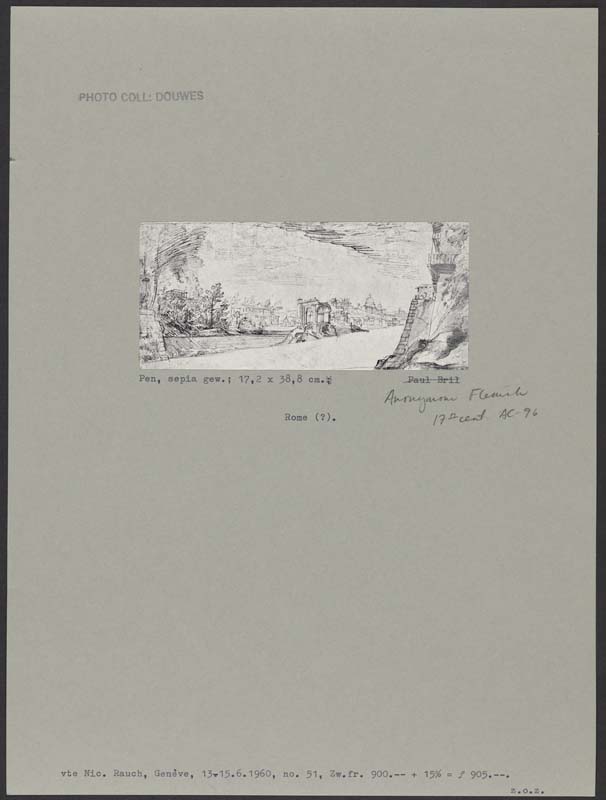 PHOTO COLL: DOUWES
Pen, sepia gew.; 17,2 x 38,8 cm.
Paul Bril
Anonymous Flemish
17th cent. AC-96
Rome (?).
vte Nic. Rauch, Genève, 13-15.6.1960, no. 51, Zw.fr. 900.-- + 15% = ƒ 905.--.
z.o.z.